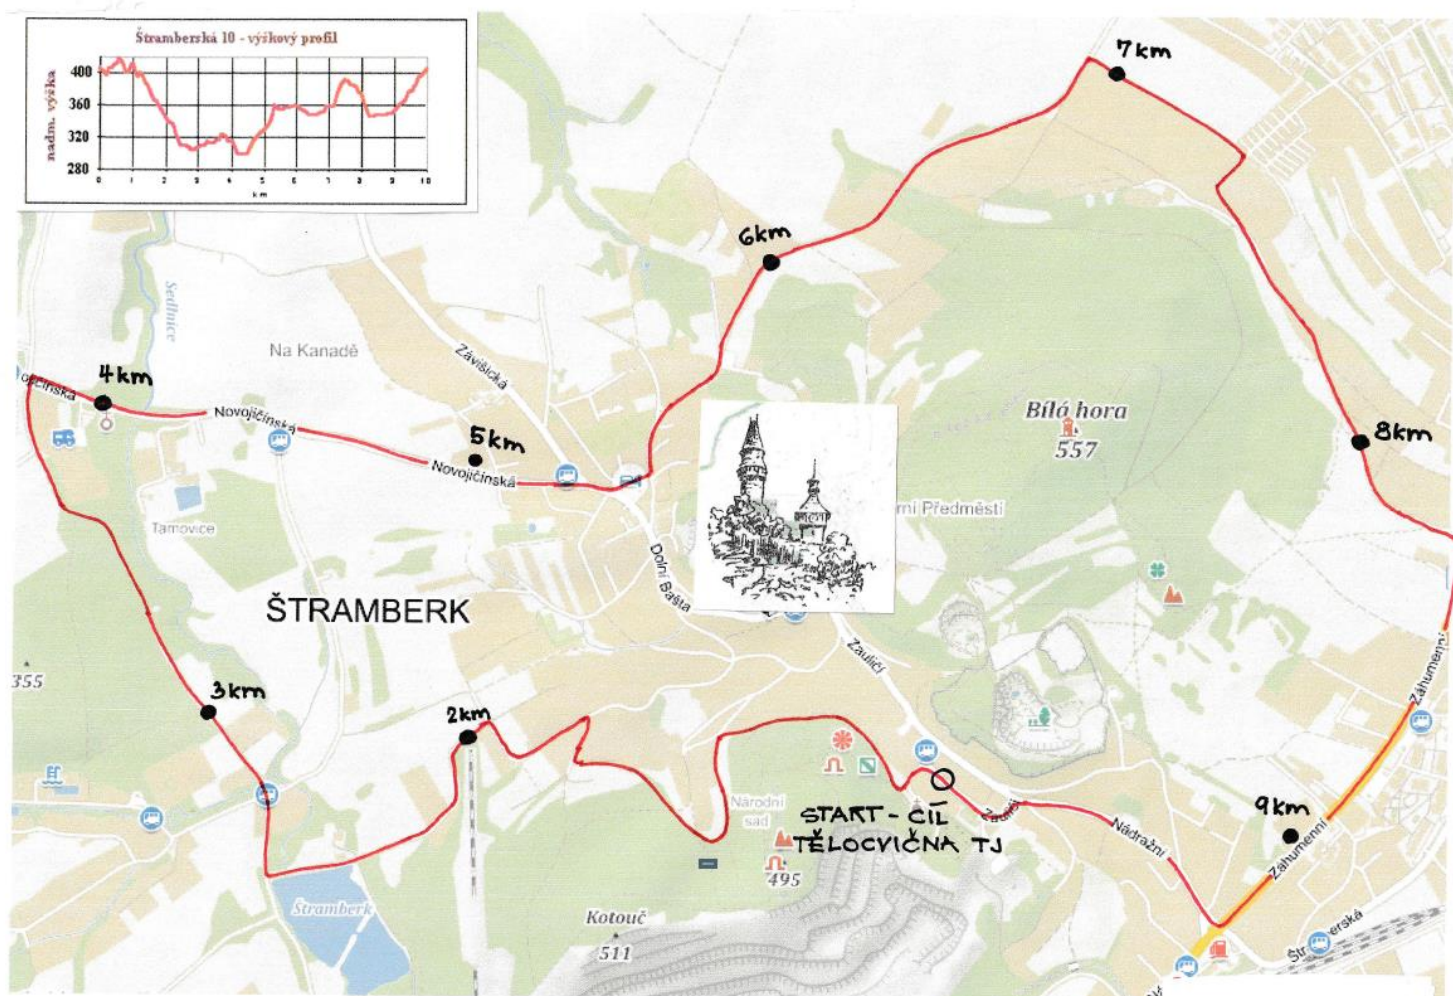 Štramberská 10 - výškový profil
nadm. výška
400
360
320
280
0 1 2 3 4 5 6 7 8 9 10
km
7km
6km
Sedlnice
Na Kanadě
Závišická
4km
Novojičínská
5km
Novojičínská
Bílá hora
557
8km
Tamovice
Dolní Bašta
ŠTRAMBERK
Zauličí
Záhumenní
355
3km
2km
Národní
sad
START - CÍL
TĚLOCVIČNA TJ
495
Nádražní
9km
Záhumenní
Štramberk
Kotouč
511